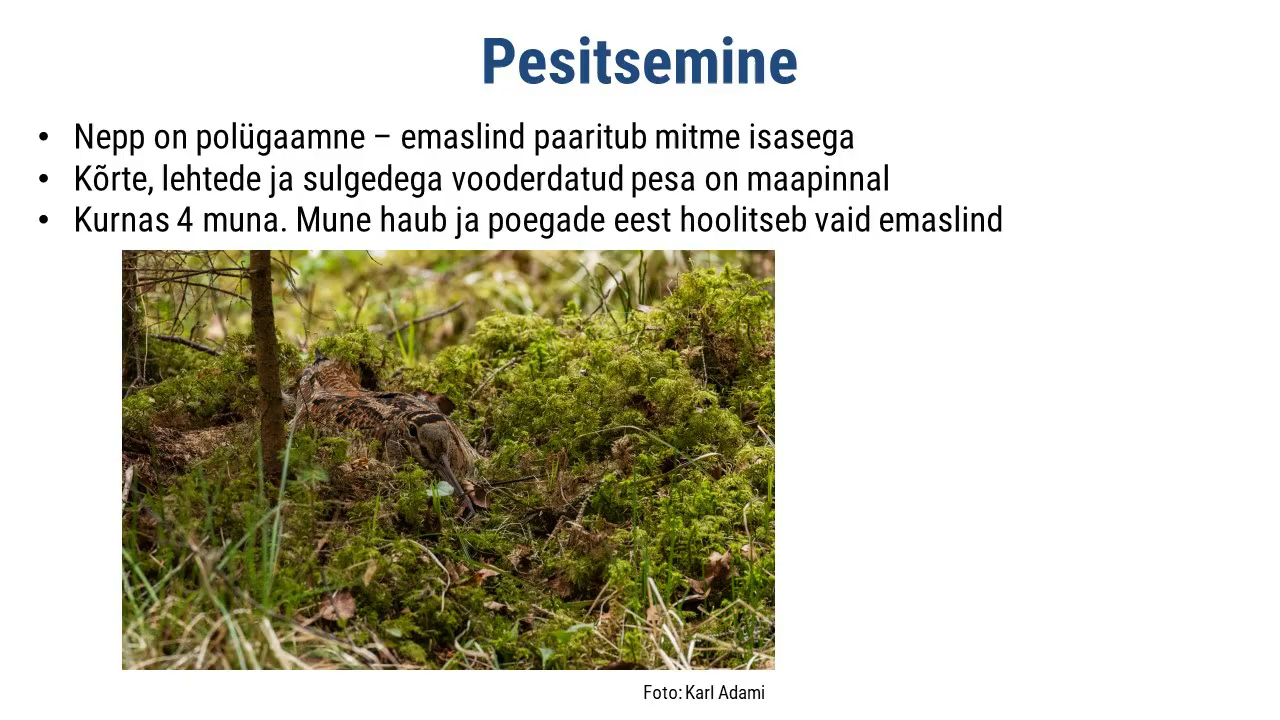 Pesitsemine
• Nepp on polügaamne – emaslind paaritub mitme isasega
• Kõrte, lehtede ja sulgedega vooderdatud pesa on maapinnal
• Kurnas 4 muna. Mune haub ja poegade eest hoolitseb vaid emaslind
Foto: Karl Adami